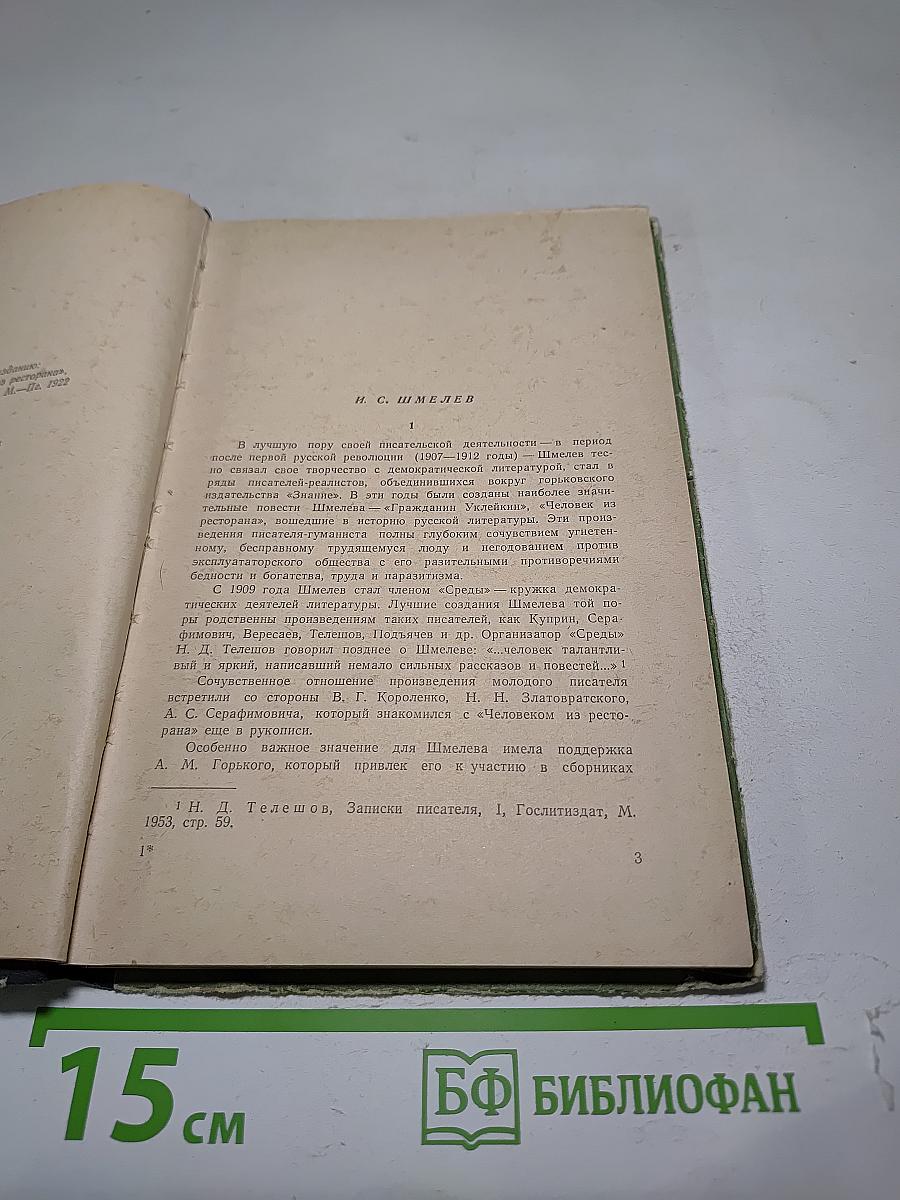 зданию:
в ресторана»,
М.—Пг. 1922
И. С. ШМЕЛЕВ
1
В лучшую пору своей писательской деятельности — в период
после первой русской революции (1907—1912 годы) — Шмелев тес-
но связал свое творчество с демократической литературой, стал в
ряды писателей-реалистов, объединившихся вокруг горьковского
издательства «Знание». В эти годы были созданы наиболее значи-
тельные повести Шмелева — «Гражданин Уклейкин», «Человек из
ресторана», вошедшие в историю русской литературы. Эти произ-
ведения писателя-гуманиста полны глубоким сочувствием угнетен-
ному, бесправному трудящемуся люду и негодованием против
эксплуататорского общества с его разительными противоречиями
бедности и богатства, труда и паразитизма.
С 1909 года Шмелев стал членом «Среды» — кружка демокра-
тических деятелей литературы. Лучшие создания Шмелева той по-
ры родственны произведениям таких писателей, как Куприн, Сера-
фимович, Вересаев, Телешов, Подъячев и др. Организатор «Среды»
Н. Д. Телешов говорил позднее о Шмелеве: «...человек талантли-
вый и яркий, написавший немало сильных рассказов и повестей...» 1
Сочувственное отношение произведения молодого писателя
встретили со стороны В. Г. Короленко, Н. Н. Златовратского,
А. С. Серафимовича, который знакомился с «Человеком из ресто-
рана» еще в рукописи.
Особенно важное значение для Шмелева имела поддержка
А. М. Горького, который привлек его к участию в сборниках
1 Н. Д. Телешов, Записки писателя, I, Гослитиздат, М.
1953, стр. 59.
1*
3
15 см
БФ БИБЛИОФАН